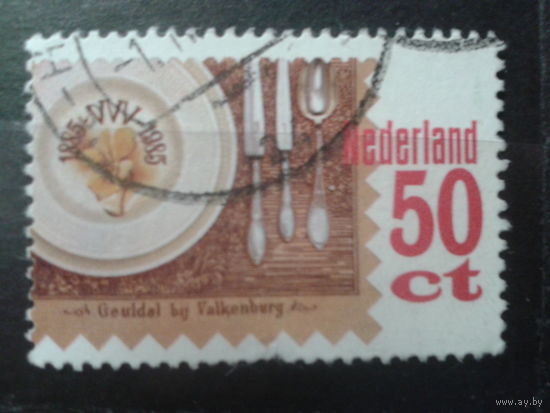 1885-VVV-1985
Nederland
50
ct
Geuldal bij Valkenburg
www.ay.by